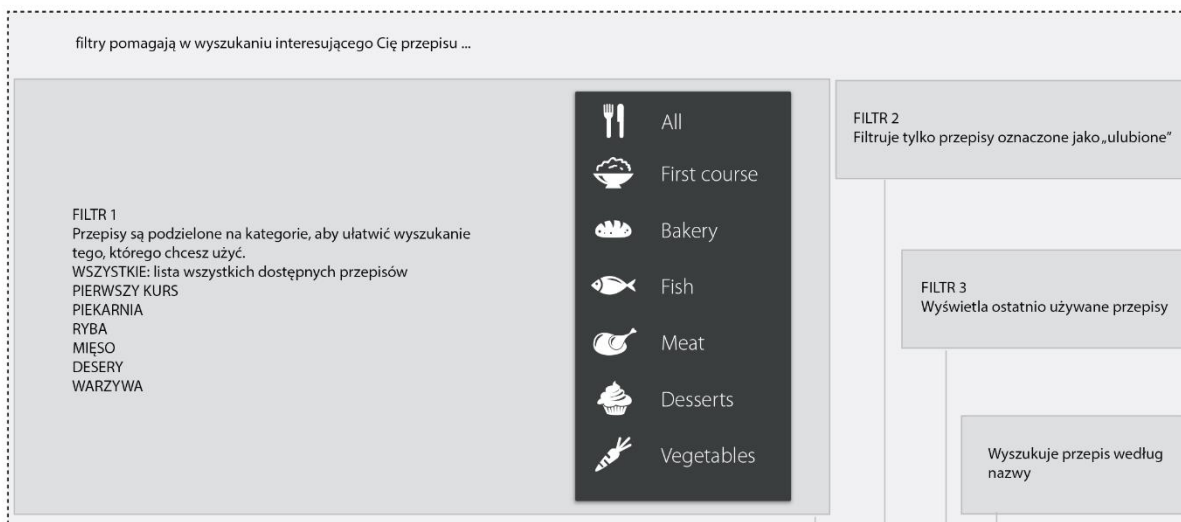 filtry pomagają w wyszukaniu interesującego Cię przepisu ...
FILTR 1
Przepisy są podzielone na kategorie, aby ułatwić wyszukanie
tego, którego chcesz użyć.
WSZYSTKIE: lista wszystkich dostępnych przepisów
PIERWSZY KURS
PIEKARNIA
RYBA
MIĘSO
DESERY
WARZYWA
All
First course
Bakery
Fish
Meat
Desserts
Vegetables
FILTR 2
Filtruje tylko przepisy oznaczone jako „ulubione”
FILTR 3
Wyświetla ostatnio używane przepisy
Wyszukuje przepis według
nazwy